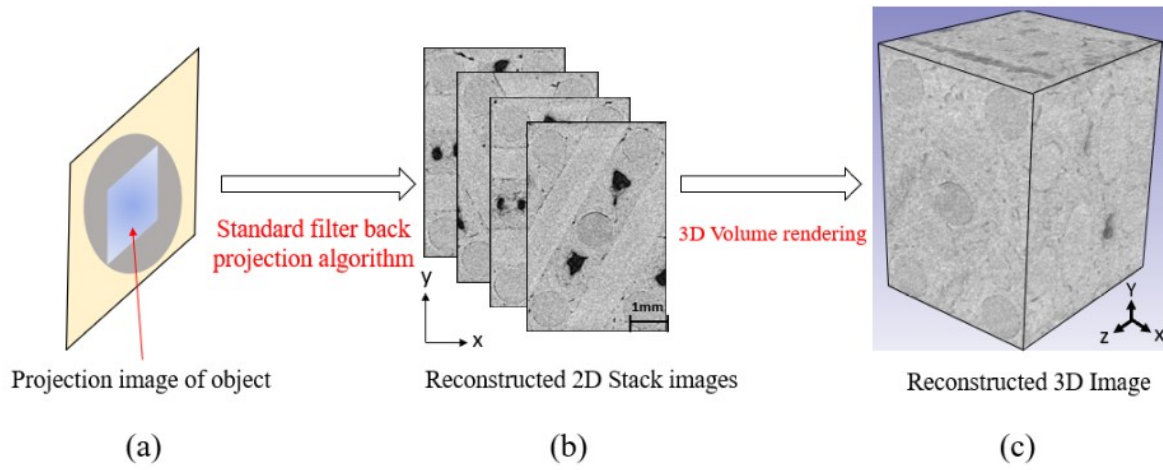 Standard filter back
projection algorithm
3D Volume rendering
y
x
1mm
Y
Z
X
Projection image of object
Reconstructed 2D Stack images
Reconstructed 3D Image
(a)
(b)
(c)